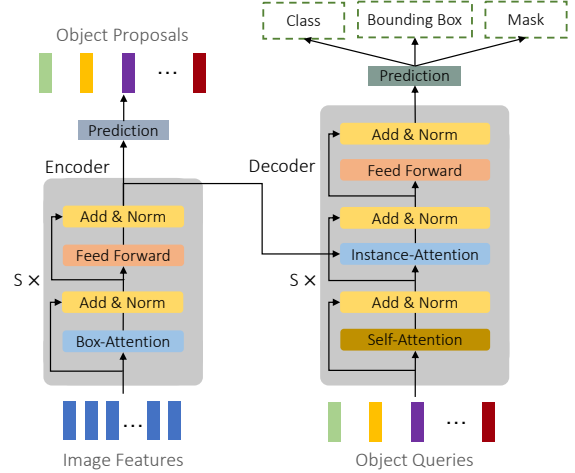 Object Proposals
...
Prediction
Encoder
Add & Norm
Feed Forward
S ×
Add & Norm
Box-Attention
...
Image Features
Class
Bounding Box
Mask
Prediction
Decoder
Add & Norm
Feed Forward
Add & Norm
Instance-Attention
S ×
Add & Norm
Self-Attention
...
Object Queries